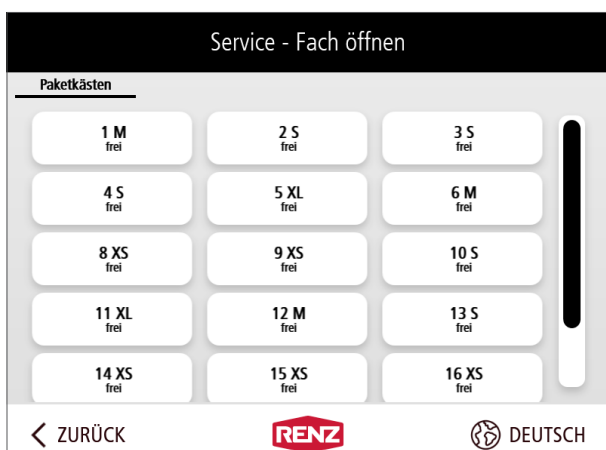 Service - Fach öffnen
Paketkästen
1 M
frei
2 S
frei
3 S
frei
4 S
frei
5 XL
frei
6 M
frei
8 XS
frei
9 XS
frei
10 S
frei
11 XL
frei
12 M
frei
13 S
frei
14 XS
frei
15 XS
frei
16 XS
frei
ZURÜCK
RENZ
DEUTSCH